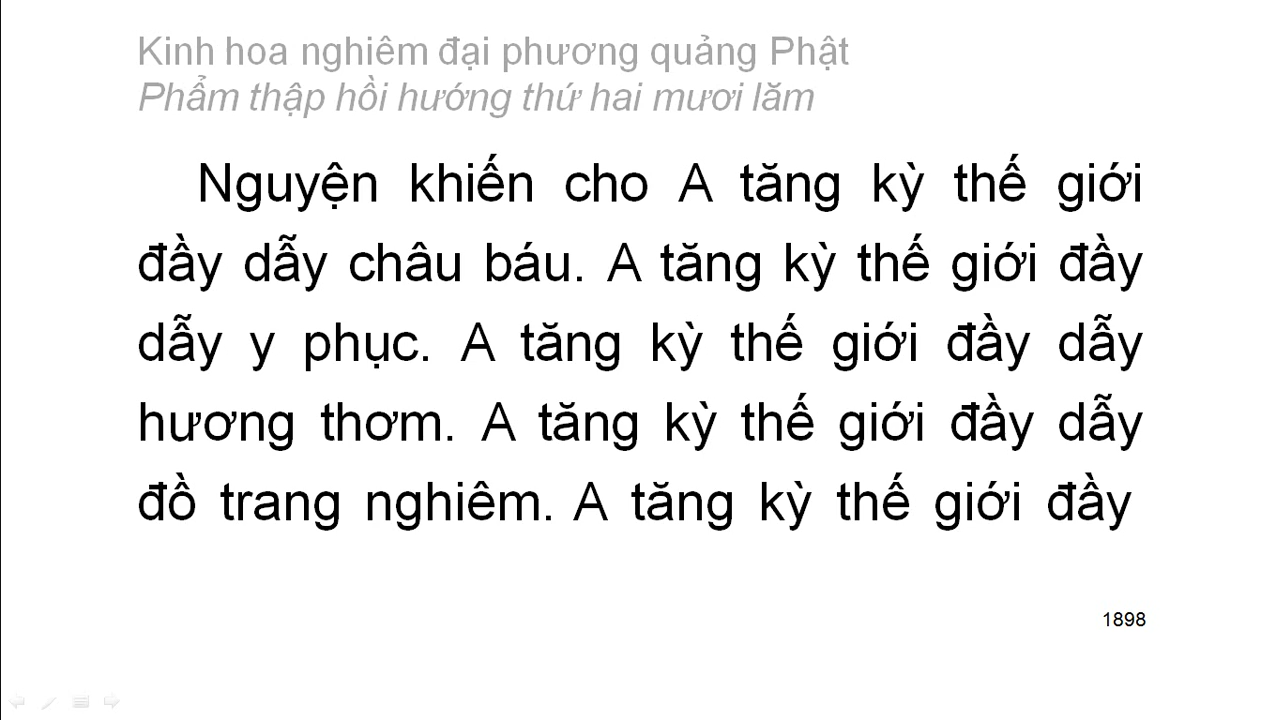 Kinh hoa nghiêm đại phương quảng Phật
Phẩm thập hồi hướng thứ hai mươi lăm
Nguyện khiến cho A tăng kỳ thế giới
đầy dẫy châu báu. A tăng kỳ thế giới đầy
dẫy y phục. A tăng kỳ thế giới đầy dẫy
hương thơm. A tăng kỳ thế giới đầy dẫy
đồ trang nghiêm. A tăng kỳ thế giới đầy
1898